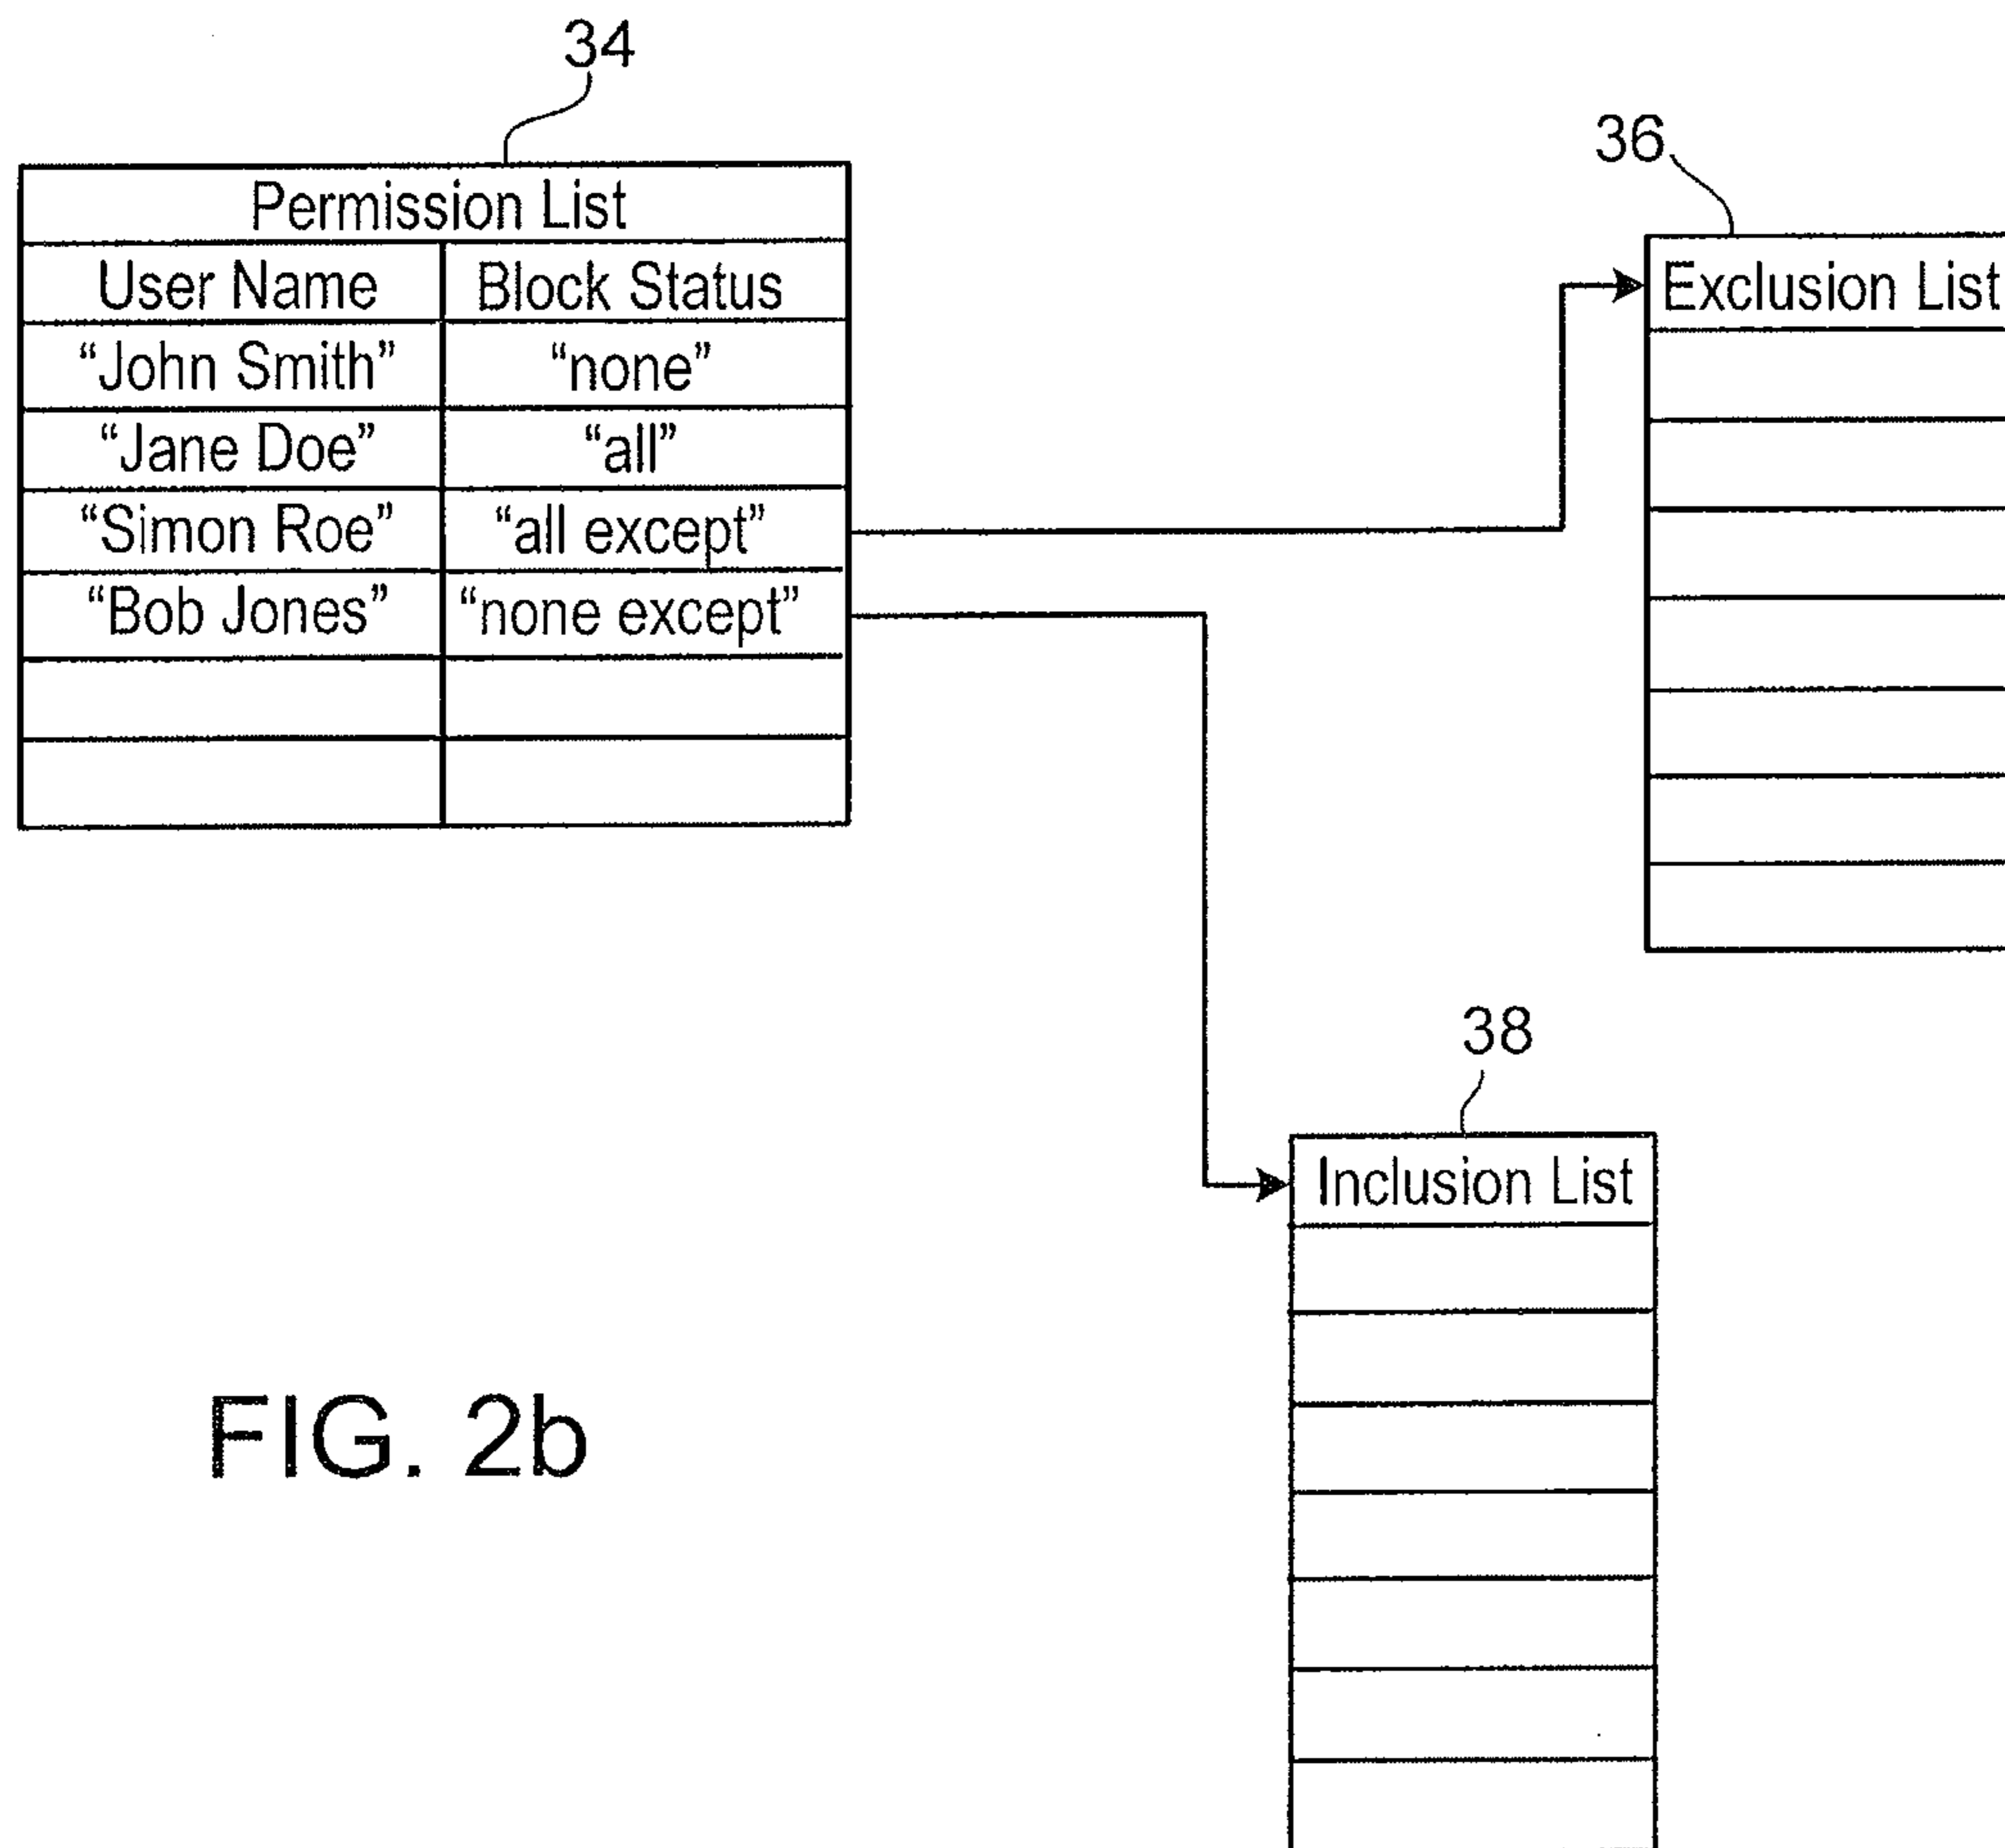 34
Permission List
User Name Block Status
“John Smith” “none”
“Jane Doe” “all”
“Simon Roe” “all except”
“Bob Jones” “none except”
36
Exclusion List
38
Inclusion List
FIG. 2b